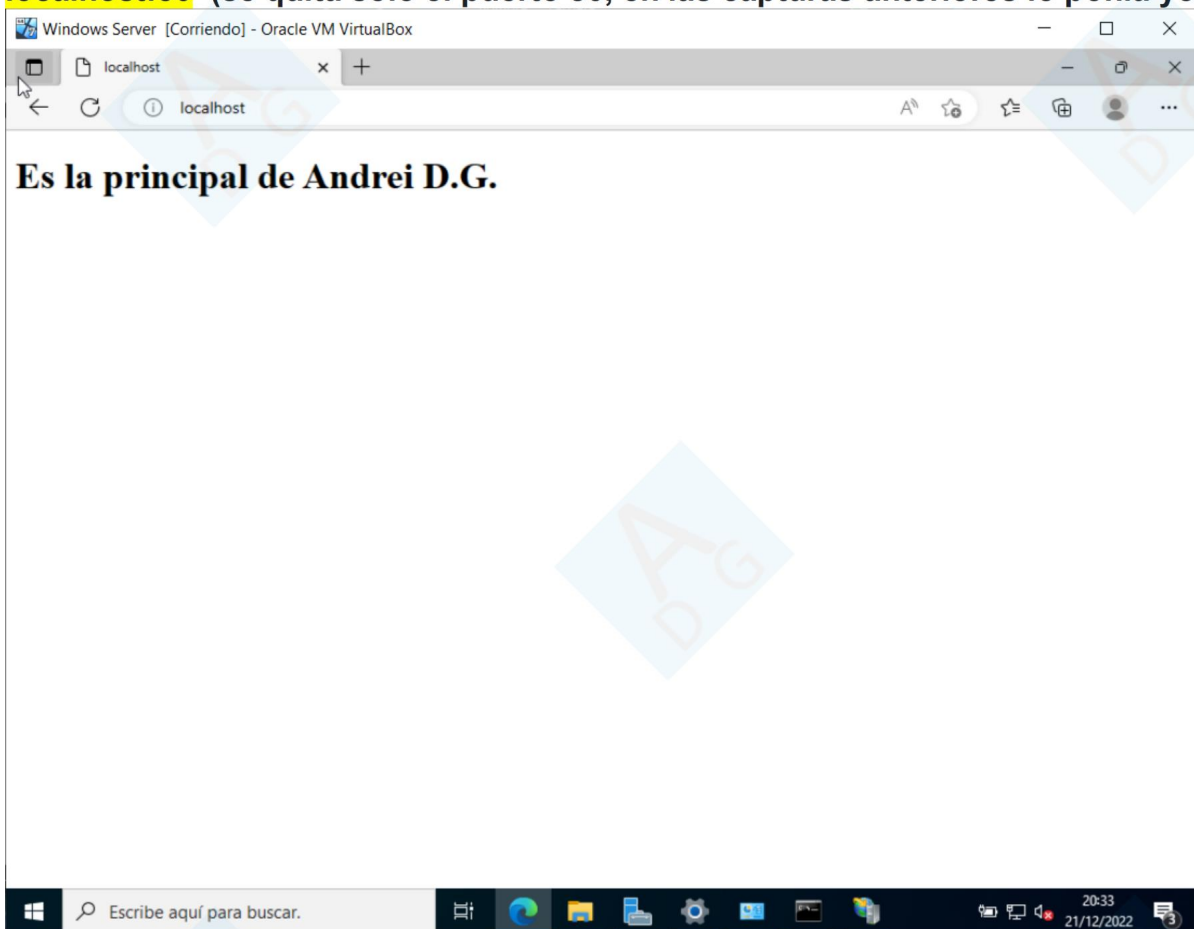 Windows Server [Corriendo] - Oracle VM VirtualBox
localhost
localhost
Es la principal de Andrei D.G.
A D G
Escribe aquí para buscar.
20:33
21/12/2022
3